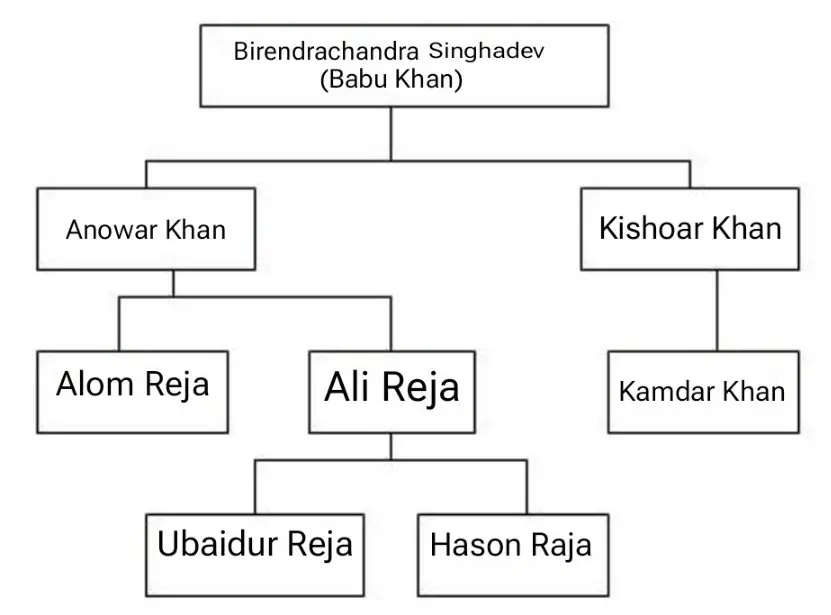 Birendrachandra Singhadev
(Babu Khan)
Anowar Khan
Kishoar Khan
Alom Reja
Ali Reja
Kamdar Khan
Ubaidur Reja
Hason Raja